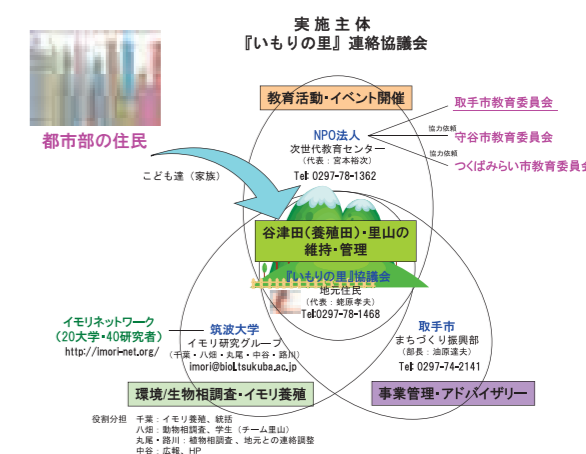 実施主体
『いもりの里』連絡協議会
教育活動・イベント開催
都市部の住民
こども達（家族）
NPO法人
次世代教育センター
（代表：宮本裕次）
Tel: 0297-78-1362
取手市教育委員会
協力依頼
守谷市教育委員会
協力依頼
つくばみらい市教育委員会
谷津田(養殖田)・里山の
維持・管理
『いもりの里』協議会
地元住民
（代表：蛯原孝夫）
Tel:0297-78-1468
イモリネットワーク
（20大学・40研究者）
http://imori-net.org/
筑波大学
イモリ研究グループ
（千葉・八畑・丸尾・中谷・路川）
imori@biol.tsukuba.ac.jp
取手市
まちづくり振興部
（部長：油原達夫）
Tel: 0297-74-2141
環境/生物相調査・イモリ養殖
事業管理・アドバイザリー
役割分担　千葉：イモリ養殖、統括
八畑：動物相調査、学生（チーム里山）
丸尾・路川：植物相調査、地元との連絡調整
中谷：広報、HP